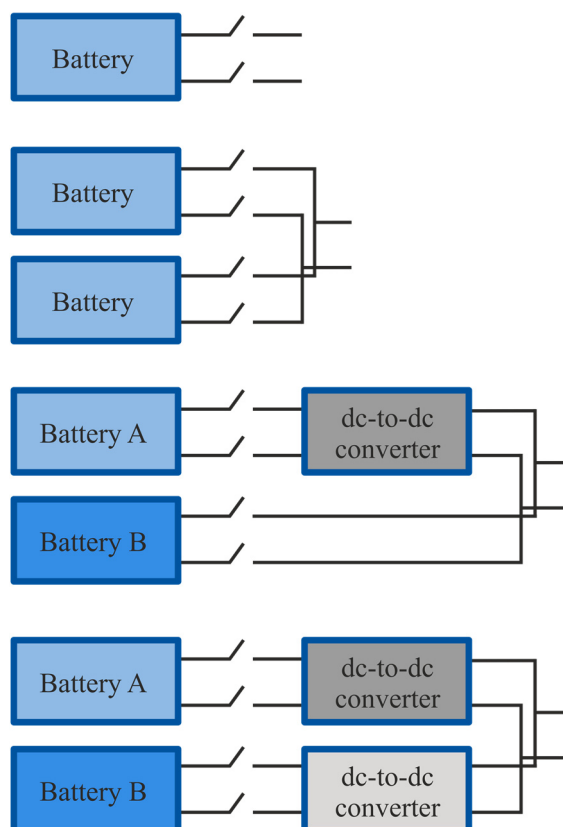 Battery
Battery
Battery
Battery A
dc-to-dc
converter
Battery B
Battery A
dc-to-dc
converter
Battery B
dc-to-dc
converter